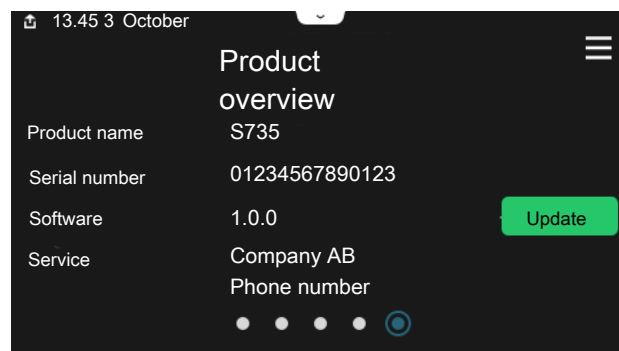 13.45 3 October
Product
overview
Product name S735
Serial number 01234567890123
Software 1.0.0 Update
Service Company AB
Phone number